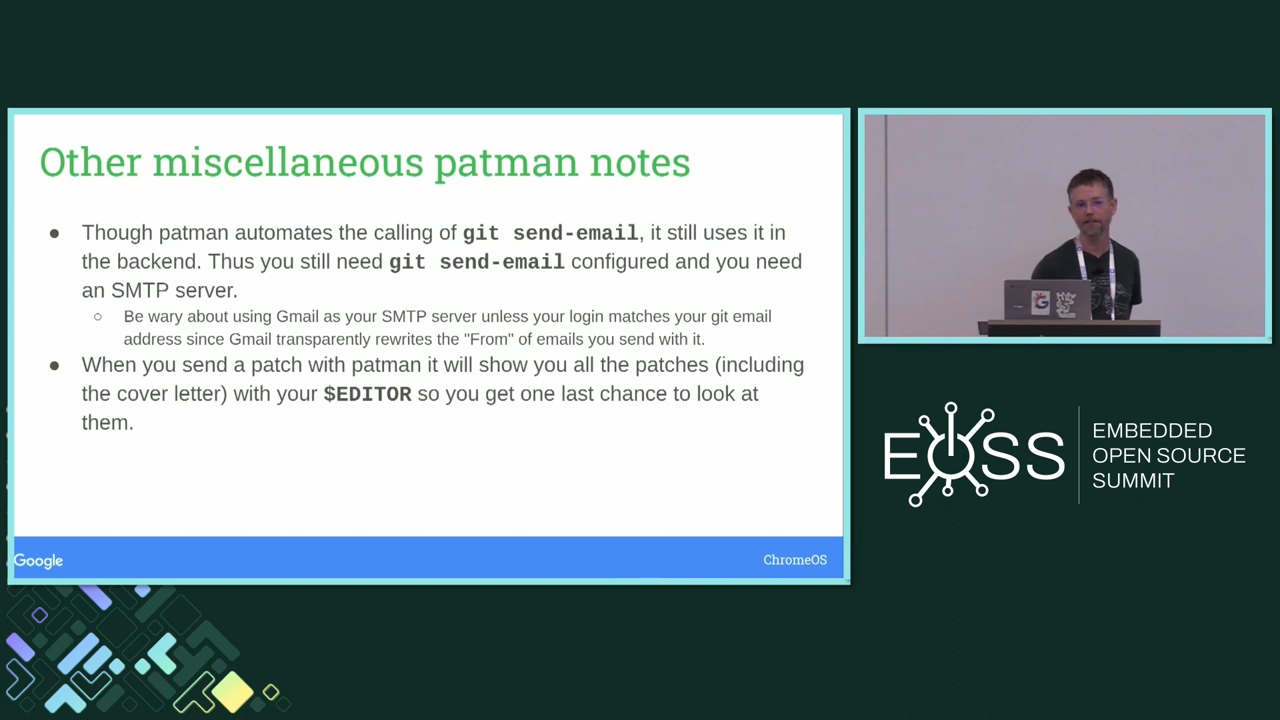 Other miscellaneous patman notes
● Though patman automates the calling of git send-email, it still uses it in
the backend. Thus you still need git send-email configured and you need
an SMTP server.
○ Be wary about using Gmail as your SMTP server unless your login matches your git email
address since Gmail transparently rewrites the "From" of emails you send with it.
● When you send a patch with patman it will show you all the patches (including
the cover letter) with your $EDITOR so you get one last chance to look at
them.
Google
ChromeOS
EOSS
EMBEDDED
OPEN SOURCE
SUMMIT